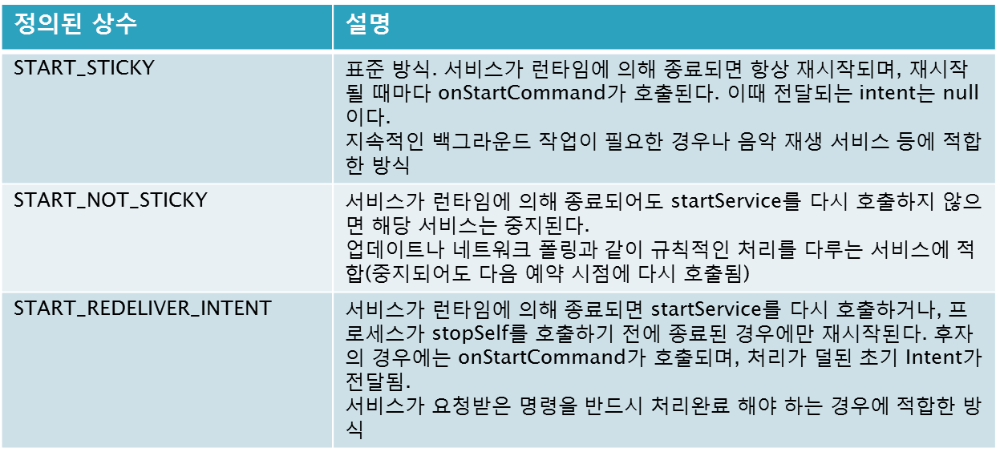 정의된 상수
설명
START_STICKY
표준 방식. 서비스가 런타임에 의해 종료되면 항상 재시작되며, 재시작
될 때마다 onStartCommand가 호출된다. 이때 전달되는 intent는 null
이다.
지속적인 백그라운드 작업이 필요한 경우나 음악 재생 서비스 등에 적합
한 방식
START_NOT_STICKY
서비스가 런타임에 의해 종료되어도 startService를 다시 호출하지 않으
면 해당 서비스는 중지된다.
업데이트나 네트워크 폴링과 같이 규칙적인 처리를 다루는 서비스에 적
합(중지되어도 다음 예약 시점에 다시 호출됨)
START_REDELIVER_INTENT
서비스가 런타임에 의해 종료되면 startService를 다시 호출하거나, 프
로세스가 stopSelf를 호출하기 전에 종료된 경우에만 재시작된다. 후자
의 경우에는 onStartCommand가 호출되며, 처리가 덜된 초기 Intent가
전달됨.
서비스가 요청받은 명령을 반드시 처리완료 해야 하는 경우에 적합한 방
식